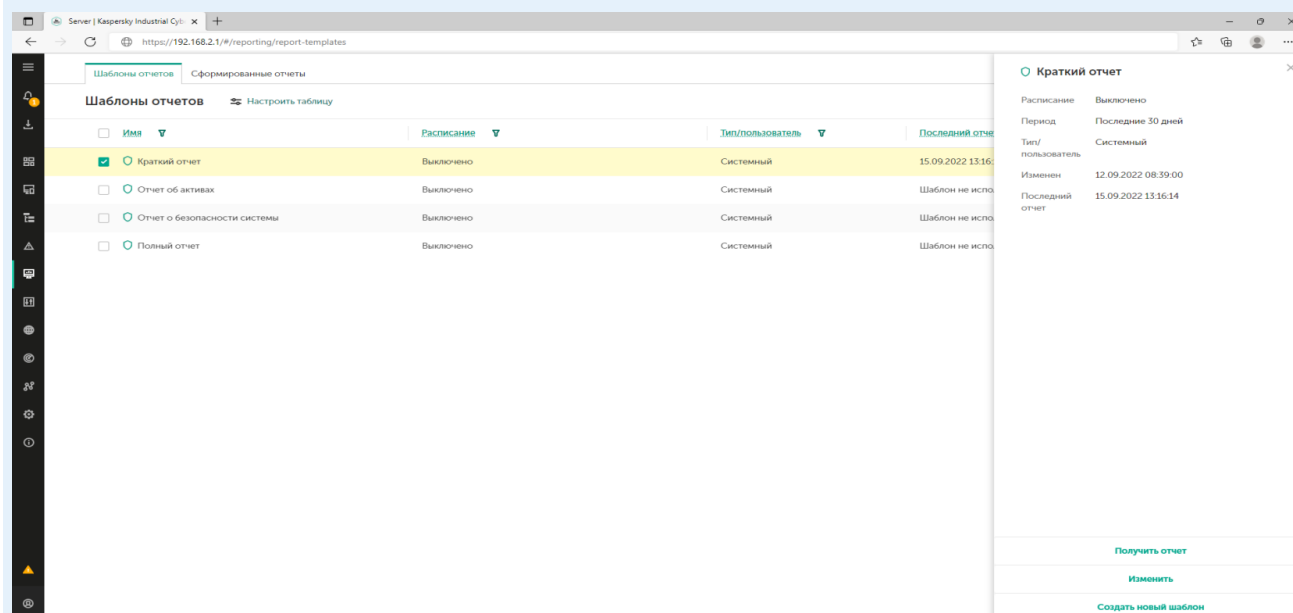 Server | Kaspersky Industrial Cyb
https://192.168.2.1/#/reporting/report-templates
1
Шаблоны отчетов
Сформированные отчеты
Шаблоны отчетов
Настроить таблицу
Имя Расписание Тип/пользователь Последний отче
Краткий отчет Выключено Системный 15.09.2022 13:16:
Отчет об активах Выключено Системный Шаблон не испо
Отчет о безопасности системы Выключено Системный Шаблон не испо
Полный отчет Выключено Системный Шаблон не испо
Краткий отчет
Расписание Выключено
Период Последние 30 дней
Тип/ Системный
пользователь
Изменен 12.09.2022 08:39:00
Последний 15.09.2022 13:16:14
отчет
Получить отчет
Изменить
Создать новый шаблон